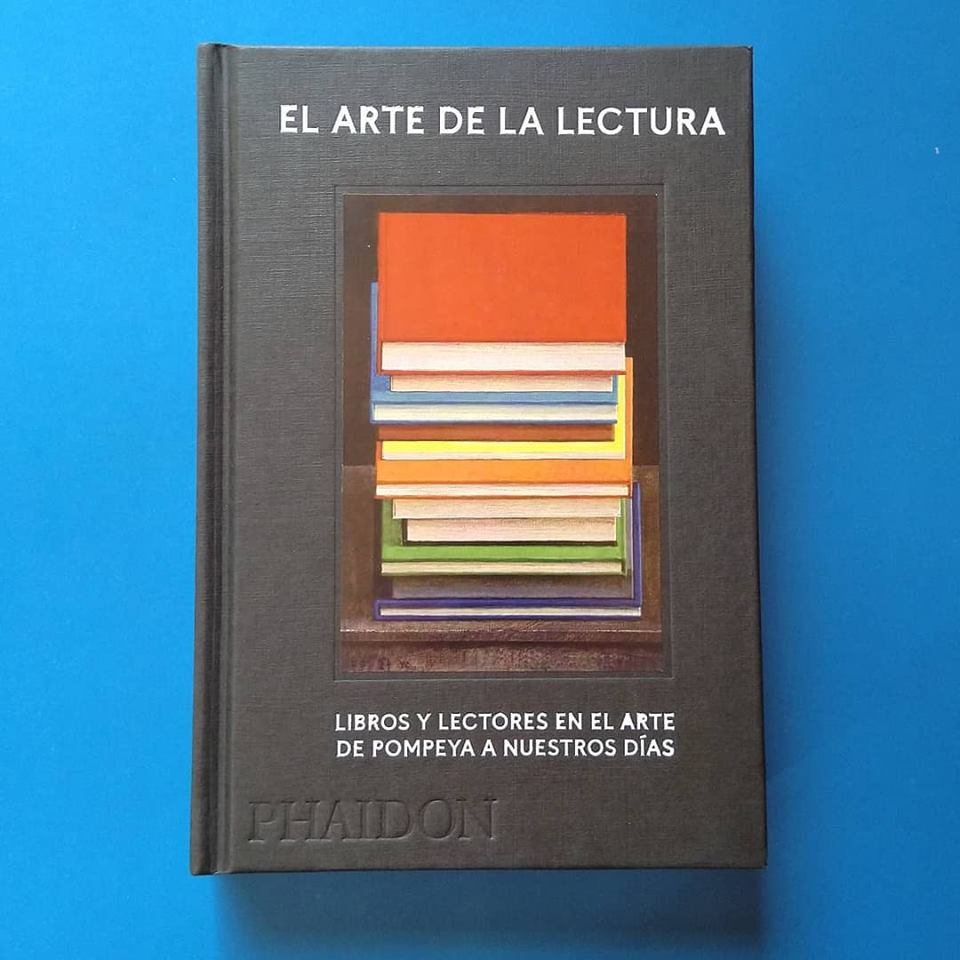 EL ARTE DE LA LECTURA
LIBROS Y LECTORES EN EL ARTE
DE POMPEYA A NUESTROS DÍAS
PHAIDON